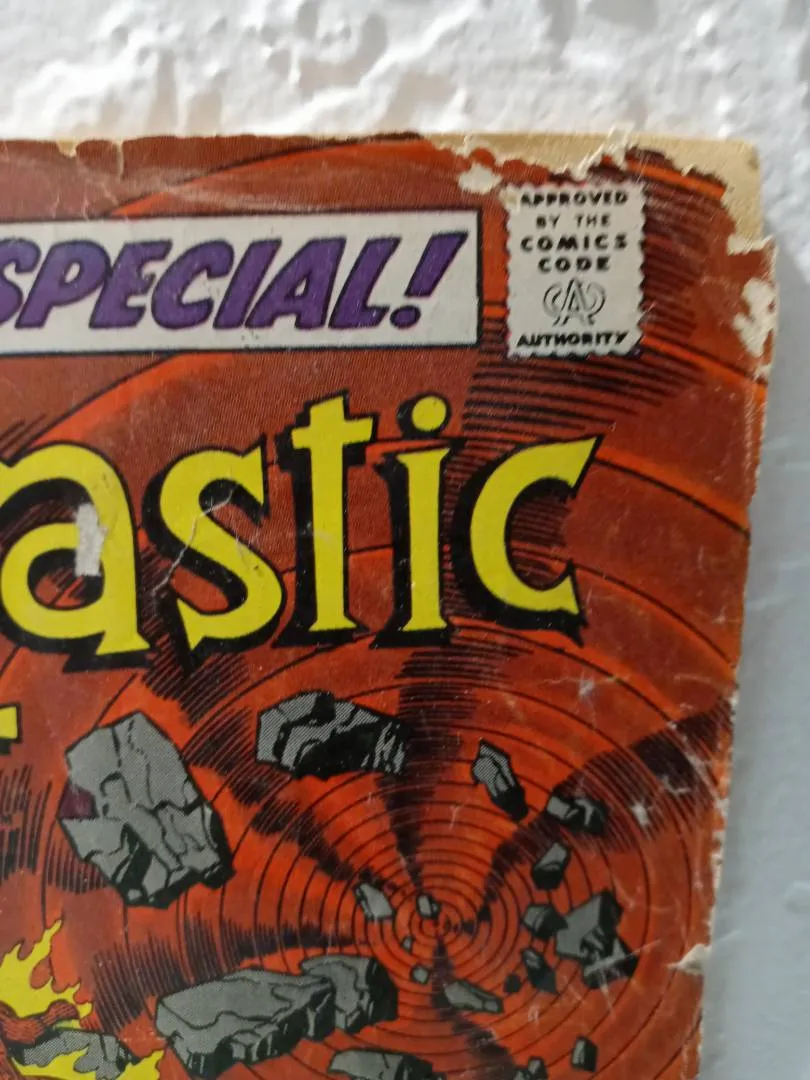 SPECIAL!
APPROVED
BY THE
COMICS
CODE
A
AUTHORITY
astic